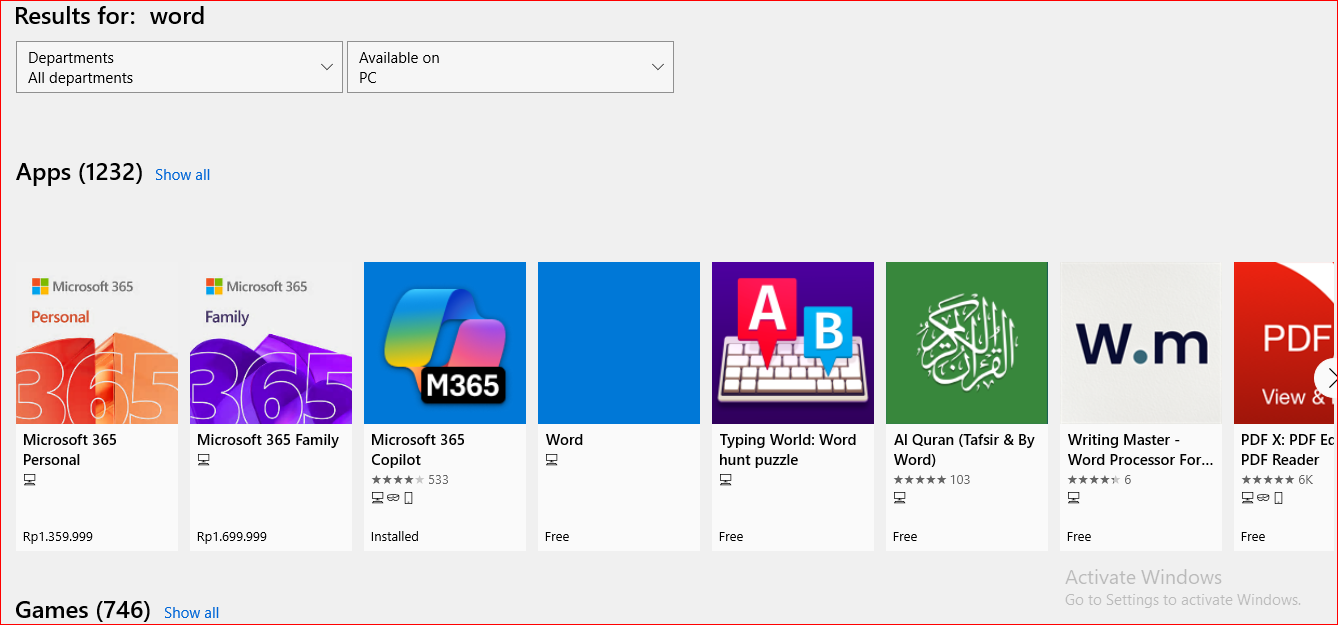 Results for: word
Departments
All departments
Available on
PC
Apps (1232) Show all
Microsoft 365
Personal
365
Microsoft 365
Personal
Rp1.359.999
Microsoft 365
Family
365
Microsoft 365 Family
Rp1.699.999
M365
Microsoft 365
Copilot
533
Installed
Word
Free
A
B
Typing World: Word
hunt puzzle
Free
القرآن الكريم
Al Quran (Tafsir & By
Word)
103
Free
W.m
Writing Master -
Word Processor For...
6
Free
PDF
View &
PDF X: PDF Ed
PDF Reader
6K
Free
Activate Windows
Go to Settings to activate Windows.
Games (746) Show all